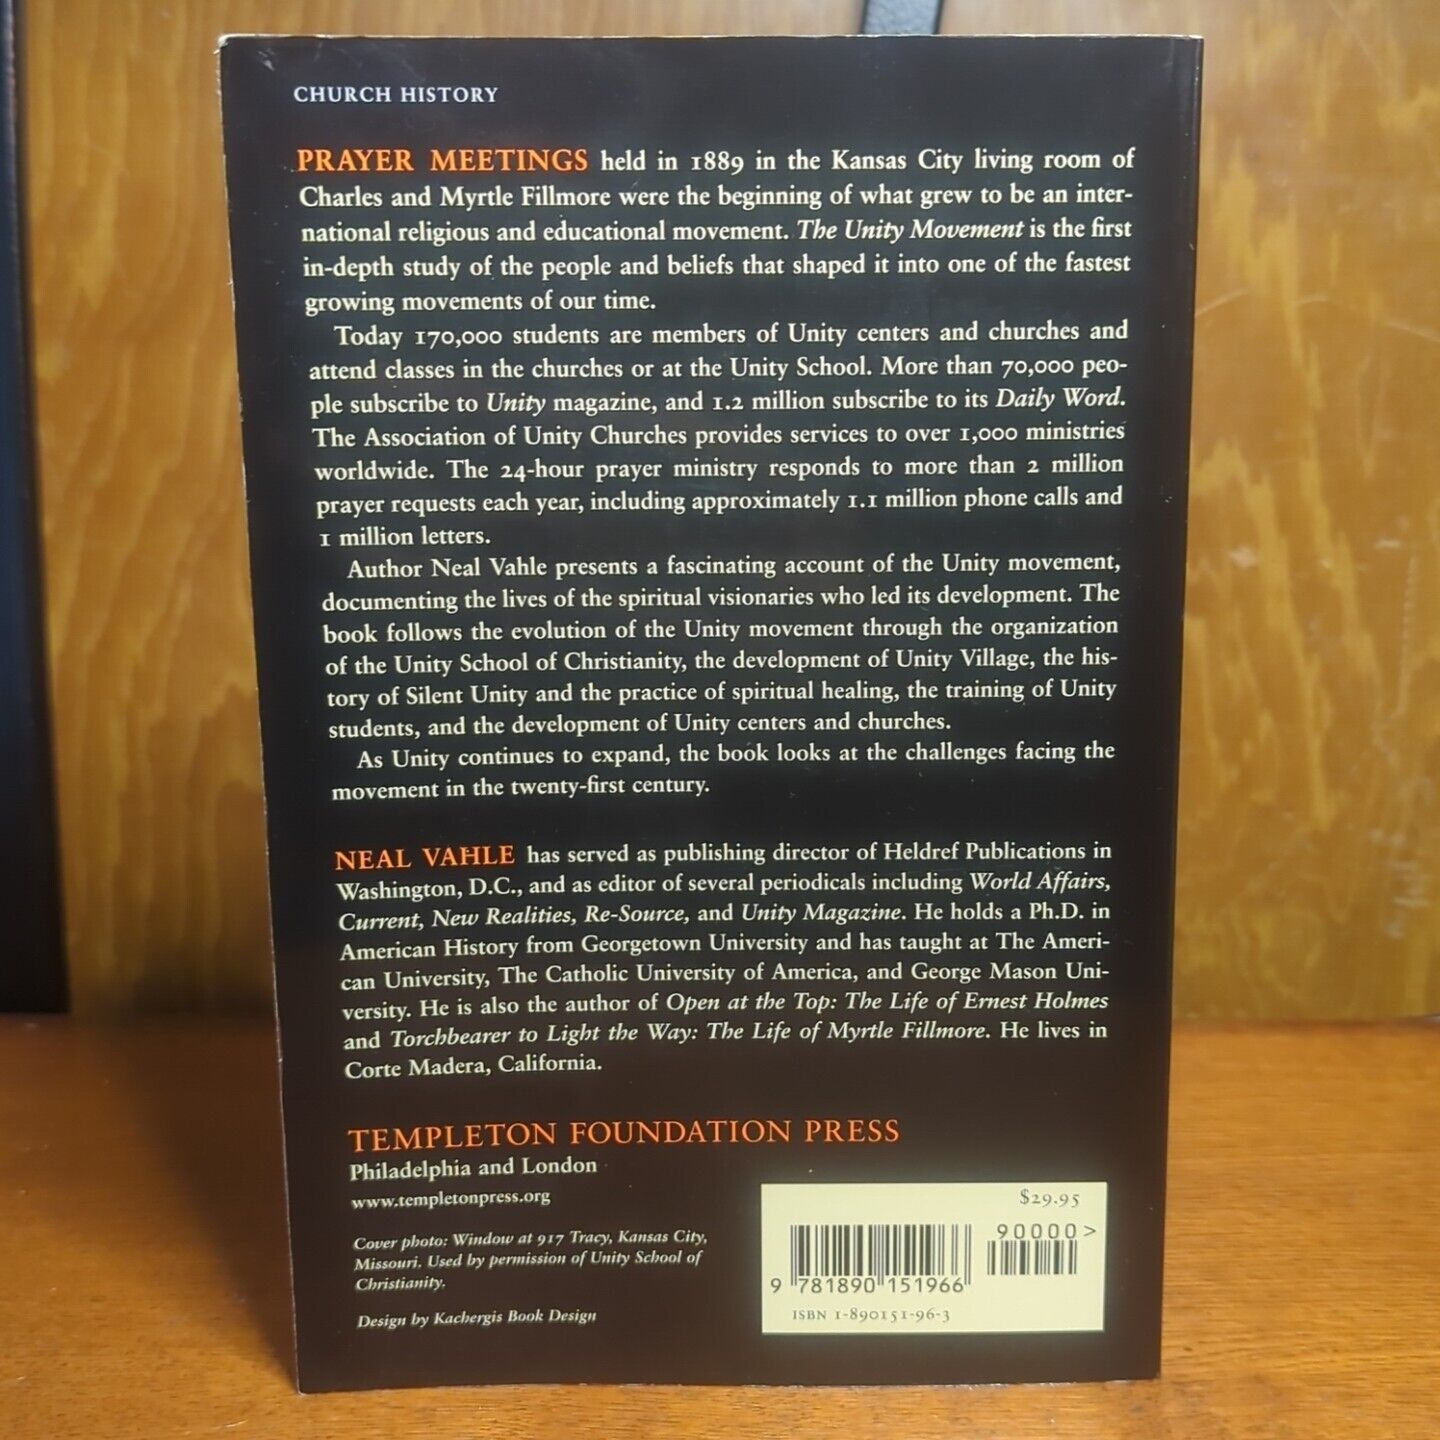 CHURCH HISTORY
PRAYER MEETINGS held in 1889 in the Kansas City living room of
Charles and Myrtle Fillmore were the beginning of what grew to be an inter-
national religious and educational movement. The Unity Movement is the first
in-depth study of the people and beliefs that shaped it into one of the fastest
growing movements of our time.
Today 170,000 students are members of Unity centers and churches and
attend classes in the churches or at the Unity School. More than 70,000 peo-
ple subscribe to Unity magazine, and 1.2 million subscribe to its Daily Word.
The Association of Unity Churches provides services to over 1,000 ministries
worldwide. The 24-hour prayer ministry responds to more than 2 million
prayer requests each year, including approximately 1.1 million phone calls and
1 million letters.
Author Neal Vahle presents a fascinating account of the Unity movement,
documenting the lives of the spiritual visionaries who led its development. The
book follows the evolution of the Unity movement through the organization
of the Unity School of Christianity, the development of Unity Village, the his-
tory of Silent Unity and the practice of spiritual healing, the training of Unity
students, and the development of Unity centers and churches.
As Unity continues to expand, the book looks at the challenges facing the
movement in the twenty-first century.
NEAL VAHLE has served as publishing director of Heldref Publications in
Washington, D.C., and as editor of several periodicals including World Affairs,
Current, New Realities, Re-Source, and Unity Magazine. He holds a Ph.D. in
American History from Georgetown University and has taught at The Ameri-
can University, The Catholic University of America, and George Mason Uni-
versity. He is also the author of Open at the Top: The Life of Ernest Holmes
and Torchbearer to Light the Way: The Life of Myrtle Fillmore. He lives in
Corte Madera, California.
TEMPLETON FOUNDATION PRESS
Philadelphia and London
www.templetonpress.org
Cover photo: Window at 917 Tracy, Kansas City,
Missouri. Used by permission of Unity School of
Christianity.
Design by Kachergis Book Design
$29.95
90000>
9 781890 151966
ISBN 1-890151-96-3